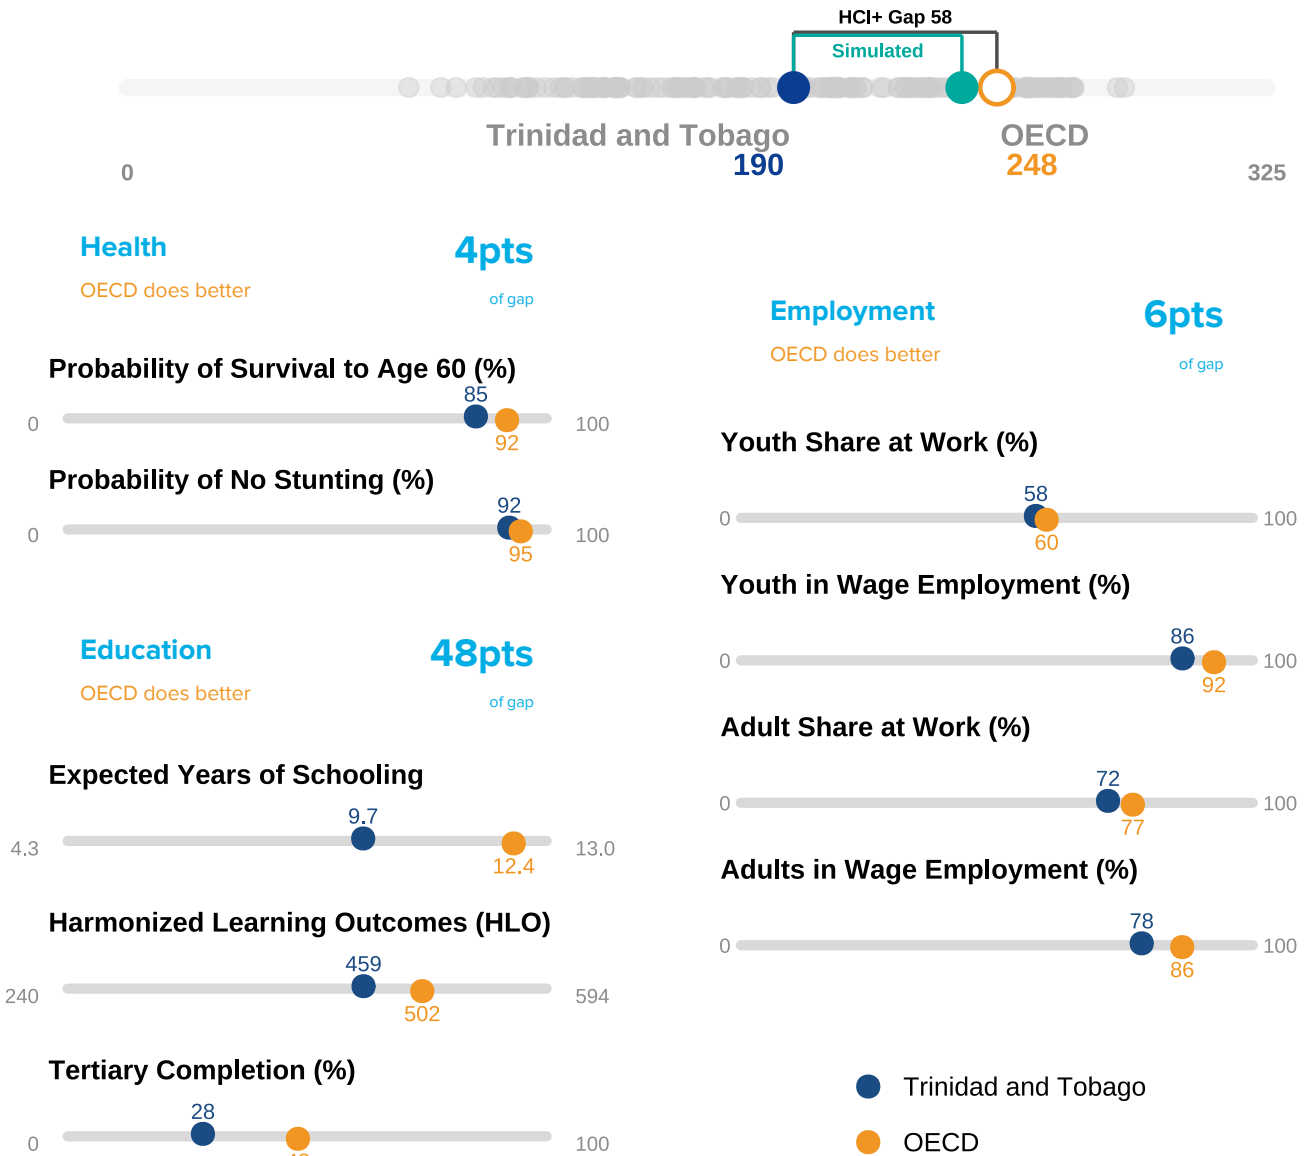 HCI+ Gap 58
Simulated
Trinidad and Tobago
190
OECD
248
0
325
Health
4pts
OECD does better
of gap
Probability of Survival to Age 60 (%)
85
0
100
92
Probability of No Stunting (%)
92
0
100
95
Education
48pts
OECD does better
of gap
Expected Years of Schooling
9.7
4.3
13.0
12.4
Harmonized Learning Outcomes (HLO)
459
240
594
502
Tertiary Completion (%)
28
0
100
Employment
6pts
OECD does better
of gap
Youth Share at Work (%)
58
0
100
60
Youth in Wage Employment (%)
86
0
100
92
Adult Share at Work (%)
72
0
100
77
Adults in Wage Employment (%)
78
0
100
86
Trinidad and Tobago
OECD